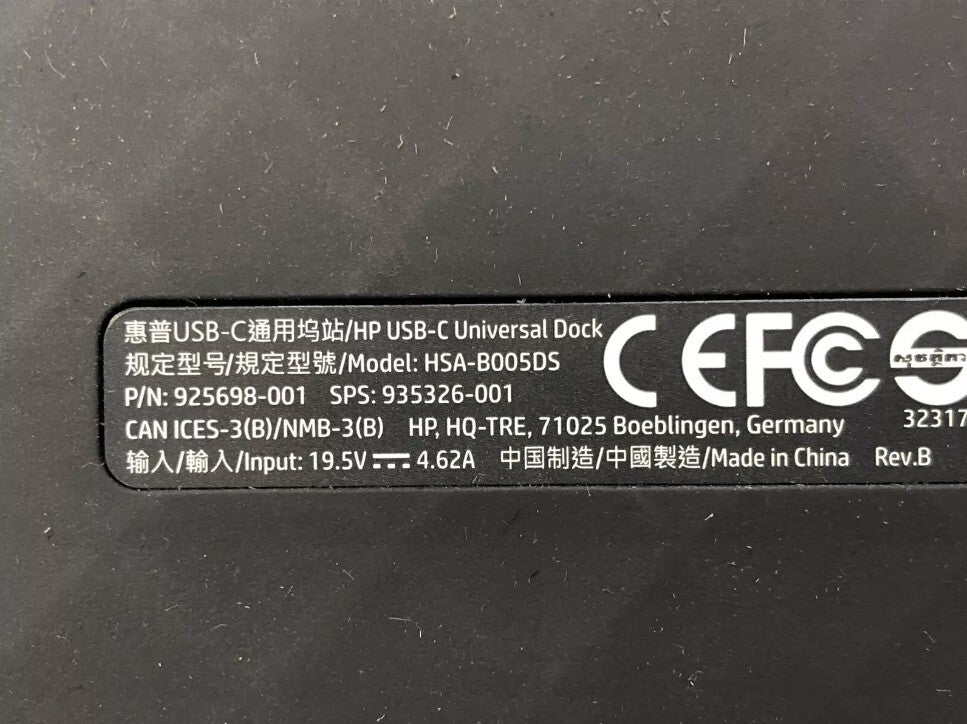 惠普USB-C通用坞站/HP USB-C Universal Dock
规定型号/規定型號/Model: HSA-B005DS
P/N: 925698-001 SPS: 935326-001
CAN ICES-3(B)/NMB-3(B) HP, HQ-TRE, 71025 Boeblingen, Germany
输入/輸入/Input: 19.5V⎓4.62A 中国制造/中國製造/Made in China Rev.B
CE FC
32317